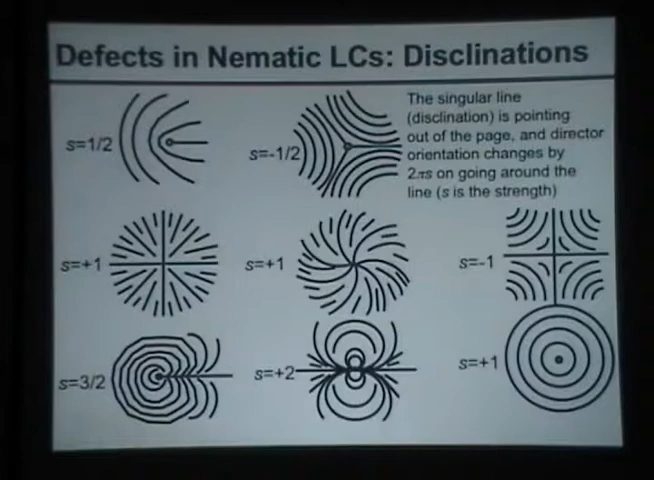 Defects in Nematic LCs: Disclinations
s=1/2
s=-1/2
The singular line
(disclination) is pointing
out of the page, and director
orientation changes by
2πs on going around the
line (s is the strength)
s=+1
s=+1
s=-1
s=3/2
s=+2
s=+1